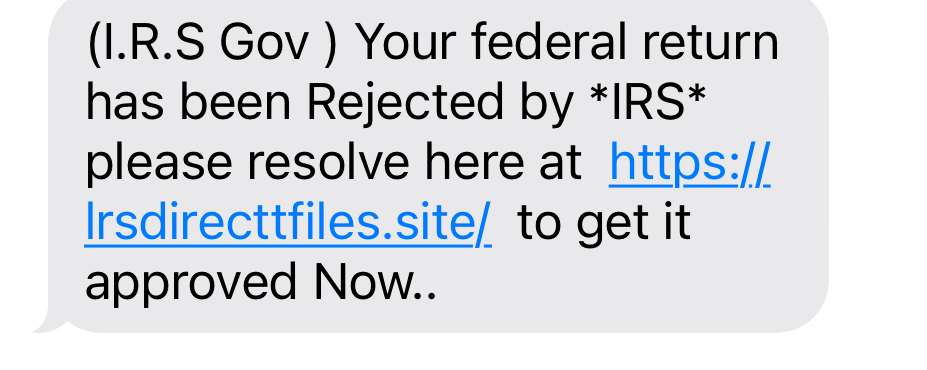 (I.R.S Gov ) Your federal return
has been Rejected by *IRS*
please resolve here at  https://
lrsdirecttfiles.site/  to get it
approved Now..